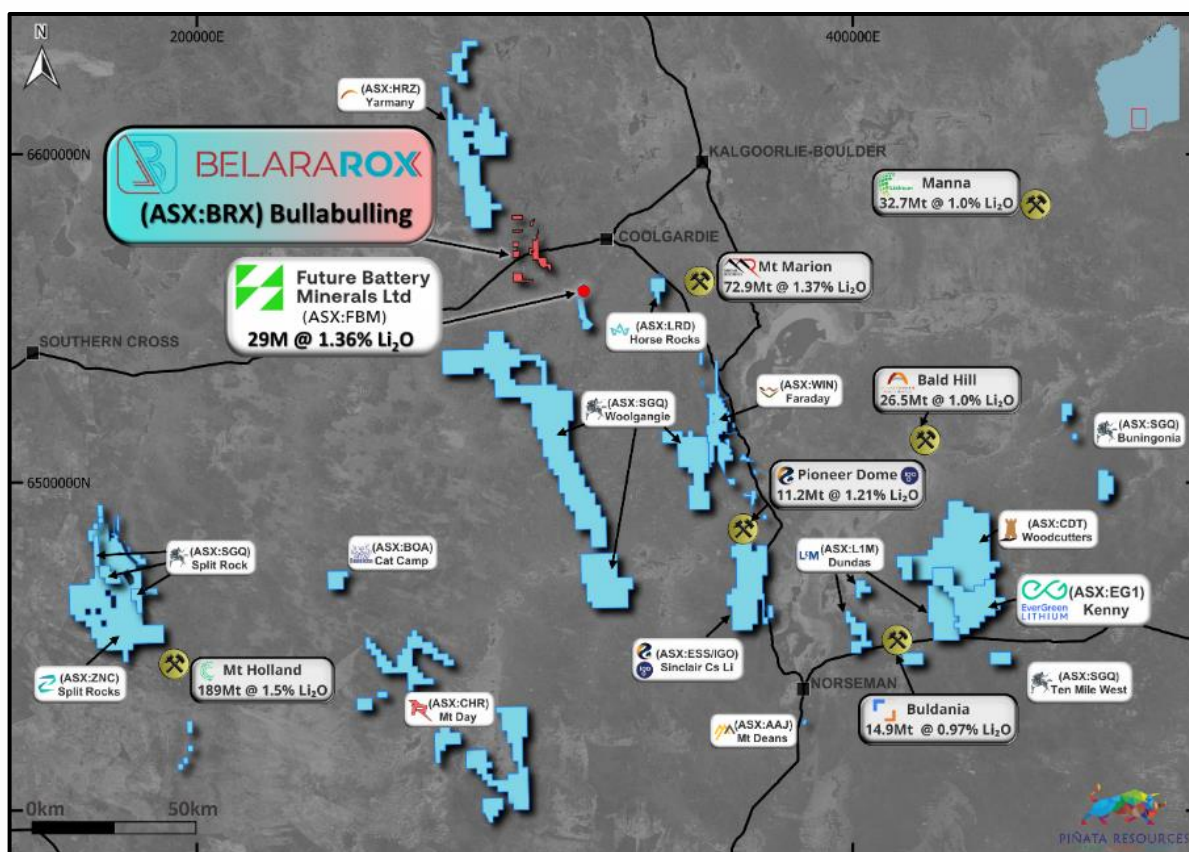 200000E
400000E
N
(ASX:HRZ)
Yarmany
6600000N
KALGOORLIE-BOULDER
BELARAROX
(ASX:BRX) Bullabulling
Manna
32.7Mt @ 1.0% Li₂O
COOLGARDIE
Future Battery
Minerals Ltd
(ASX:FBM)
29M @ 1.36% Li₂O
Mt Marion
72.9Mt @ 1.37% Li₂O
(ASX:LRD)
Horse Rocks
SOUTHERN CROSS
(ASX:WIN)
Faraday
Bald Hill
26.5Mt @ 1.0% Li₂O
(ASX:SGQ)
Woolgangie
(ASX:SGQ)
Buningonia
Pioneer Dome
igo
11.2Mt @ 1.21% Li₂O
6500000N
(ASX:CDT)
Woodcutters
(ASX:SGQ)
Split Rock
(ASX:BOA)
Cat Camp
(ASX:L1M)
Dundas
(ASX:EG1)
Kenny
EverGreen
LITHIUM
(ASX:ESS/IGO)
igo
Sinclair Cs Li
(ASX:ZNC)
Split Rocks
Mt Holland
189Mt @ 1.5% Li₂O
(ASX:SGQ)
Ten Mile West
NORSEMAN
(ASX:CHR)
Mt Day
Buldania
14.9Mt @ 0.97% Li₂O
(ASX:AAJ)
Mt Deans
0km
50km
PIÑATA RESOURCES